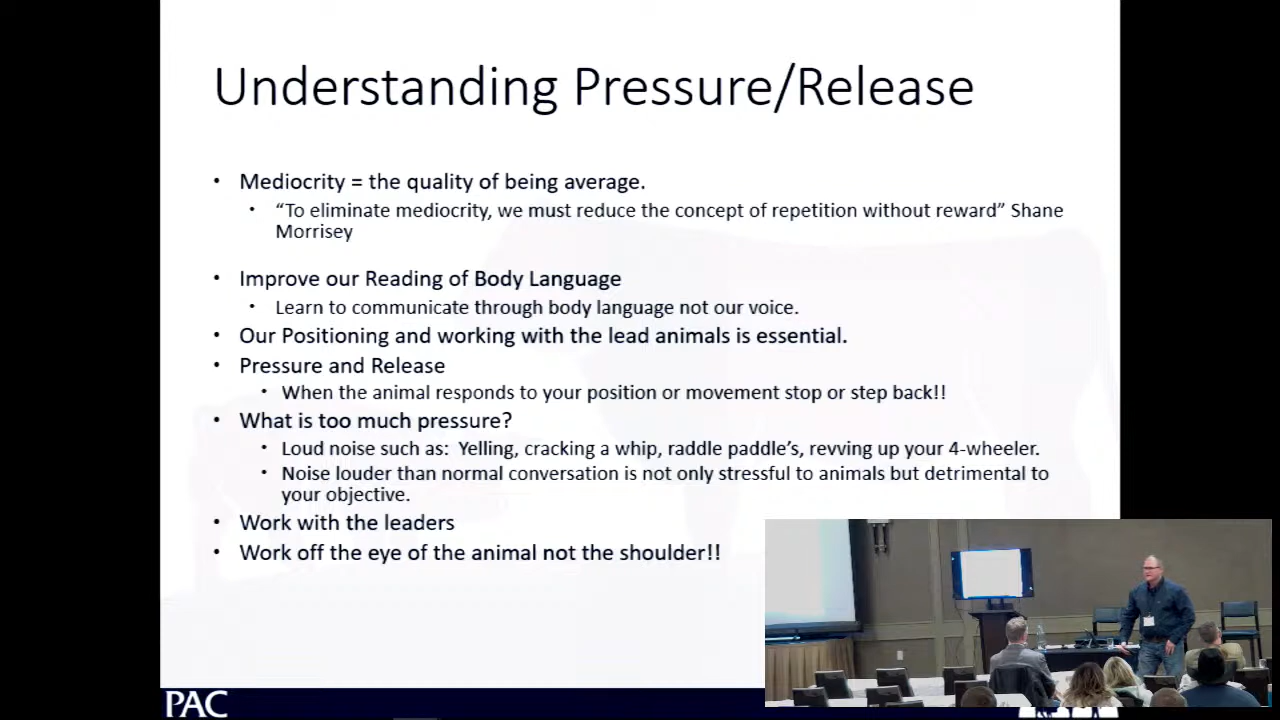 Understanding Pressure/Release
• Mediocrity = the quality of being average.
• “To eliminate mediocrity, we must reduce the concept of repetition without reward” Shane
Morrisey
• Improve our Reading of Body Language
• Learn to communicate through body language not our voice.
• Our Positioning and working with the lead animals is essential.
• Pressure and Release
• When the animal responds to your position or movement stop or step back!!
• What is too much pressure?
• Loud noise such as: Yelling, cracking a whip, raddle paddle’s, revving up your 4-wheeler.
• Noise louder than normal conversation is not only stressful to animals but detrimental to
your objective.
• Work with the leaders
• Work off the eye of the animal not the shoulder!!
PAC